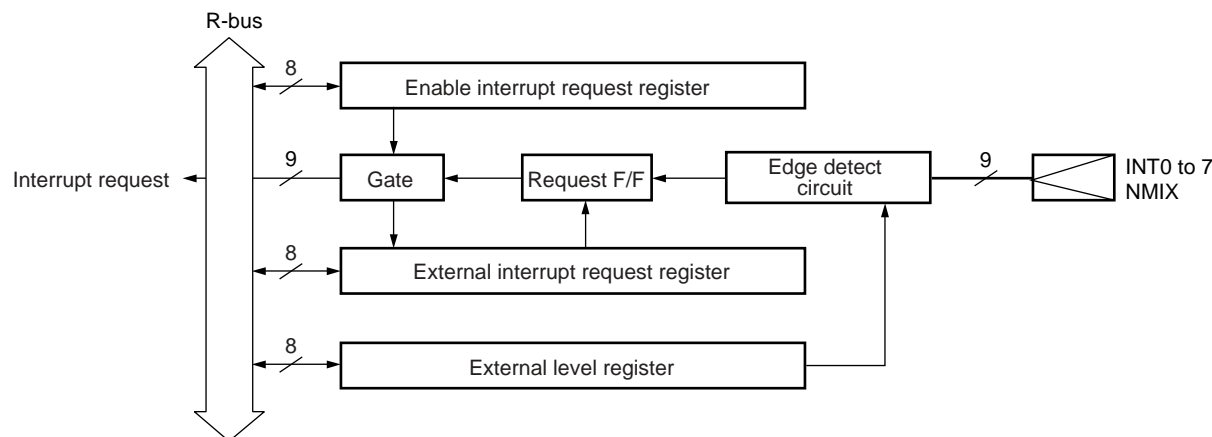 R-bus
8
Enable interrupt request register
Interrupt request
9
Gate
Request F/F
Edge detect
circuit
9
INT0 to 7
NMIX
8
External interrupt request register
8
External level register